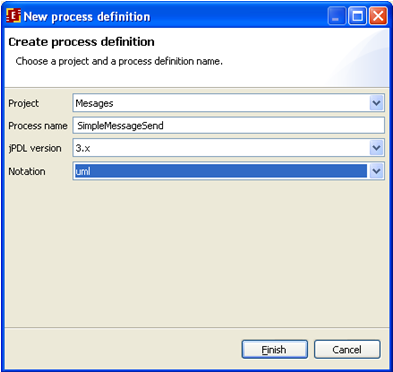 New process definition
Create process definition
Choose a project and a process definition name.
Project Mesages
Process name SimpleMessageSend
jPDL version 3.x
Notation uml
Finish Cancel